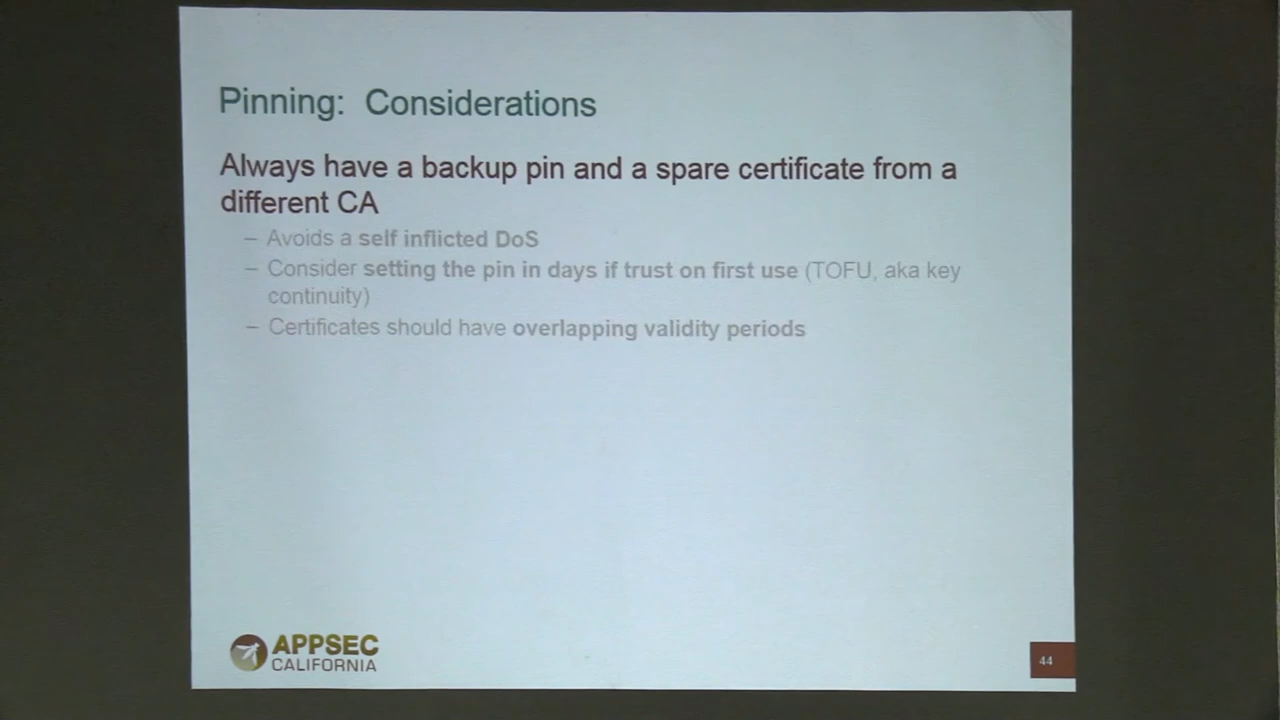 Pinning: Considerations
Always have a backup pin and a spare certificate from a
different CA
– Avoids a self inflicted DoS
– Consider setting the pin in days if trust on first use (TOFU, aka key
continuity)
– Certificates should have overlapping validity periods
APPSEC
CALIFORNIA
44